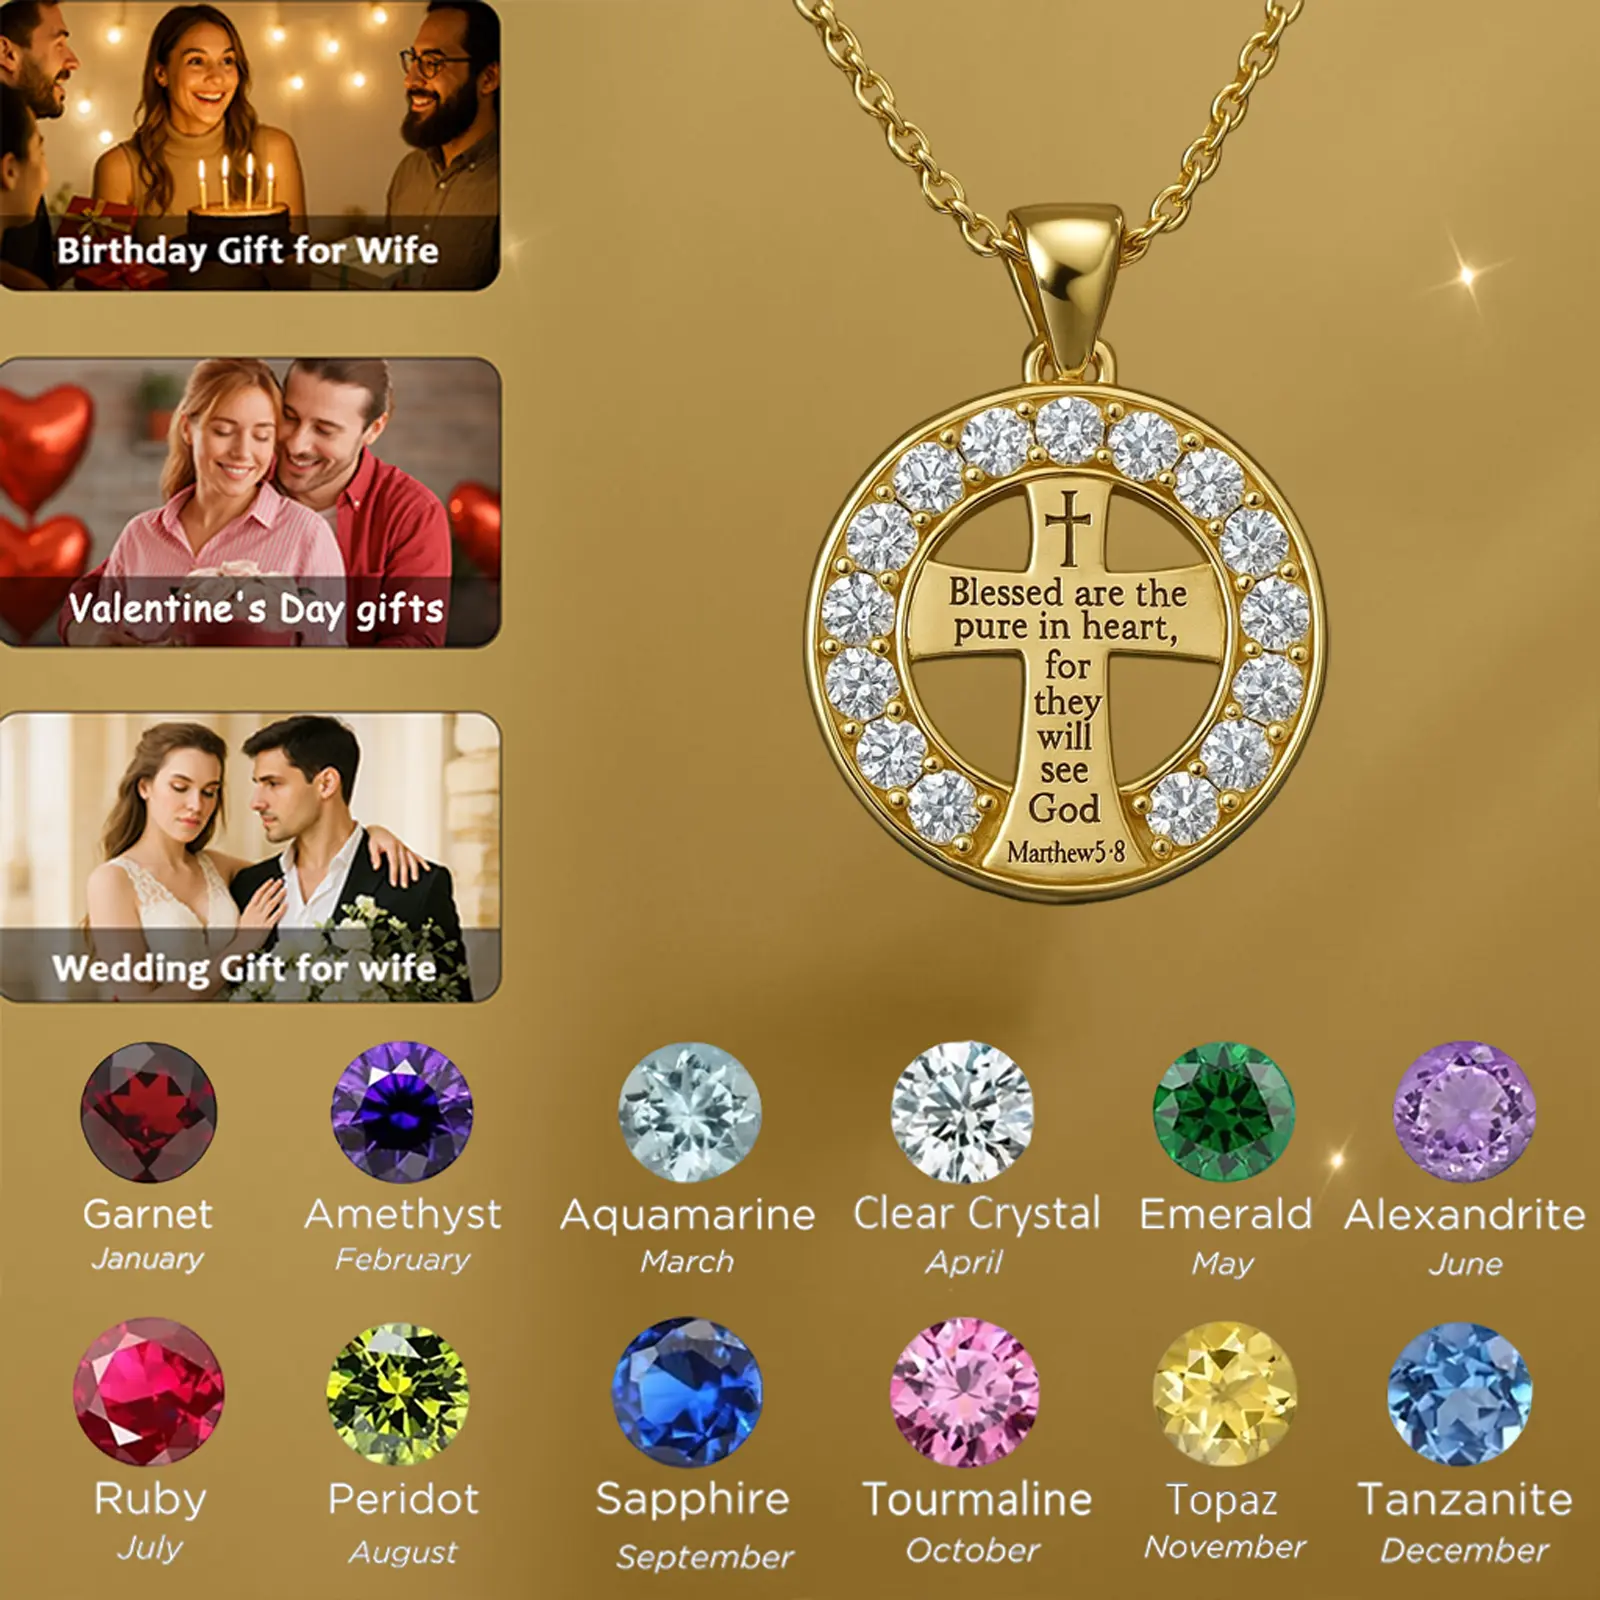 Birthday Gift for Wife
Valentine's Day gifts
Wedding Gift for wife
Blessed are the
pure in heart,
for
they
will
see
God
Marthew5·8
Garnet
January
Amethyst
February
Aquamarine
March
Clear Crystal
April
Emerald
May
Alexandrite
June
Ruby
July
Peridot
August
Sapphire
September
Tourmaline
October
Topaz
November
Tanzanite
December